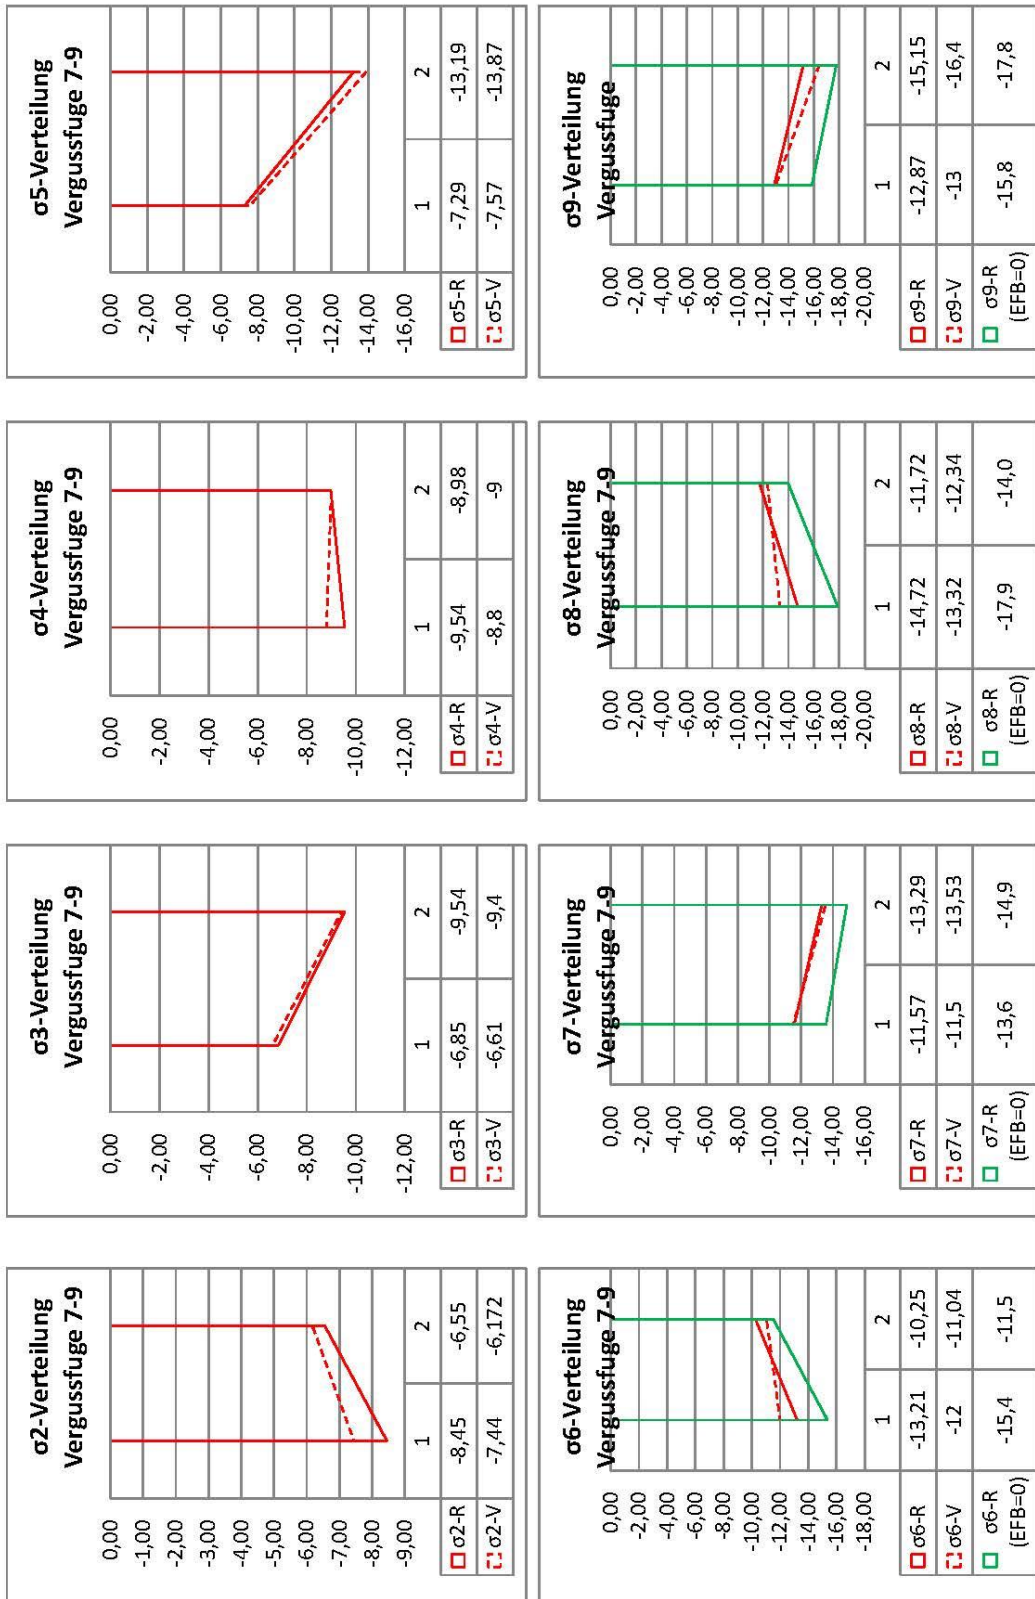 σ2-Verteilung
Vergussfuge 7-9
0,00
-1,00
-2,00
-3,00
-4,00
-5,00
-6,00
-7,00
-8,00
-9,00
1 2
σ2-R -8,45 -6,55
σ2-V -7,44 -6,172
σ3-Verteilung
Vergussfuge 7-9
0,00
-2,00
-4,00
-6,00
-8,00
-10,00
-12,00
1 2
σ3-R -6,85 -9,54
σ3-V -6,61 -9,4
σ4-Verteilung
Vergussfuge 7-9
0,00
-2,00
-4,00
-6,00
-8,00
-10,00
-12,00
1 2
σ4-R -9,54 -8,98
σ4-V -8,8 -9
σ5-Verteilung
Vergussfuge 7-9
0,00
-2,00
-4,00
-6,00
-8,00
-10,00
-12,00
-14,00
-16,00
1 2
σ5-R -7,29 -13,19
σ5-V -7,57 -13,87
σ6-Verteilung
Vergussfuge 7-9
0,00
-2,00
-4,00
-6,00
-8,00
-10,00
-12,00
-14,00
-16,00
-18,00
1 2
σ6-R -13,21 -10,25
σ6-V -12 -11,04
σ6-R -15,4 -11,5
(EFB=0)
σ7-Verteilung
Vergussfuge 7-9
0,00
-2,00
-4,00
-6,00
-8,00
-10,00
-12,00
-14,00
-16,00
1 2
σ7-R -11,57 -13,29
σ7-V -11,5 -13,53
σ7-R -13,6 -14,9
(EFB=0)
σ8-Verteilung
Vergussfuge 7-9
0,00
-2,00
-4,00
-6,00
-8,00
-10,00
-12,00
-14,00
-16,00
-18,00
-20,00
1 2
σ8-R -14,72 -11,72
σ8-V -13,32 -12,34
σ8-R -17,9 -14,0
(EFB=0)
σ9-Verteilung
Vergussfuge
0,00
-2,00
-4,00
-6,00
-8,00
-10,00
-12,00
-14,00
-16,00
-18,00
-20,00
1 2
σ9-R -12,87 -15,15
σ9-V -13 -16,4
σ9-R -15,8 -17,8
(EFB=0)